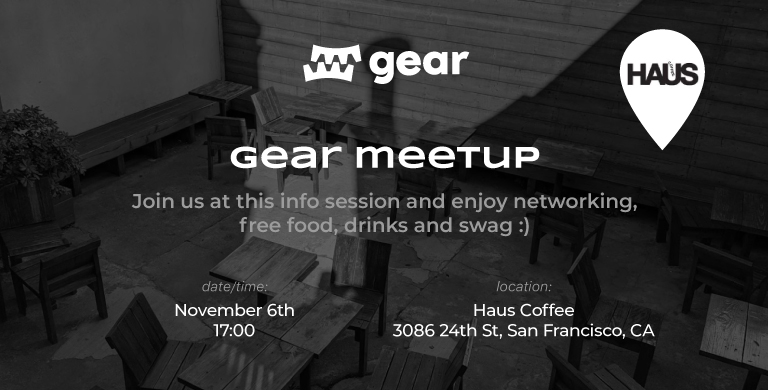 gear
HAUS
Gear meeTUP
Join us at this info session and enjoy networking,
free food, drinks and swag :)
date/time:
November 6th
17:00
location:
Haus Coffee
3086 24th St, San Francisco, CA